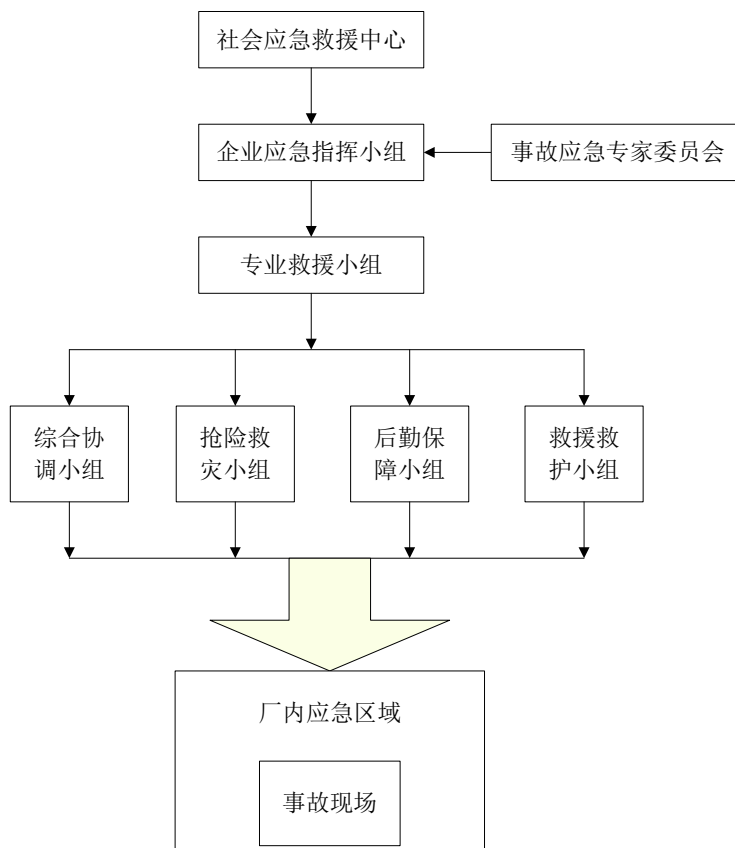 社会应急救援中心
企业应急指挥小组
事故应急专家委员会
专业救援小组
综合协
调小组
抢险救
灾小组
后勤保
障小组
救援救
护小组
厂内应急区域
事故现场